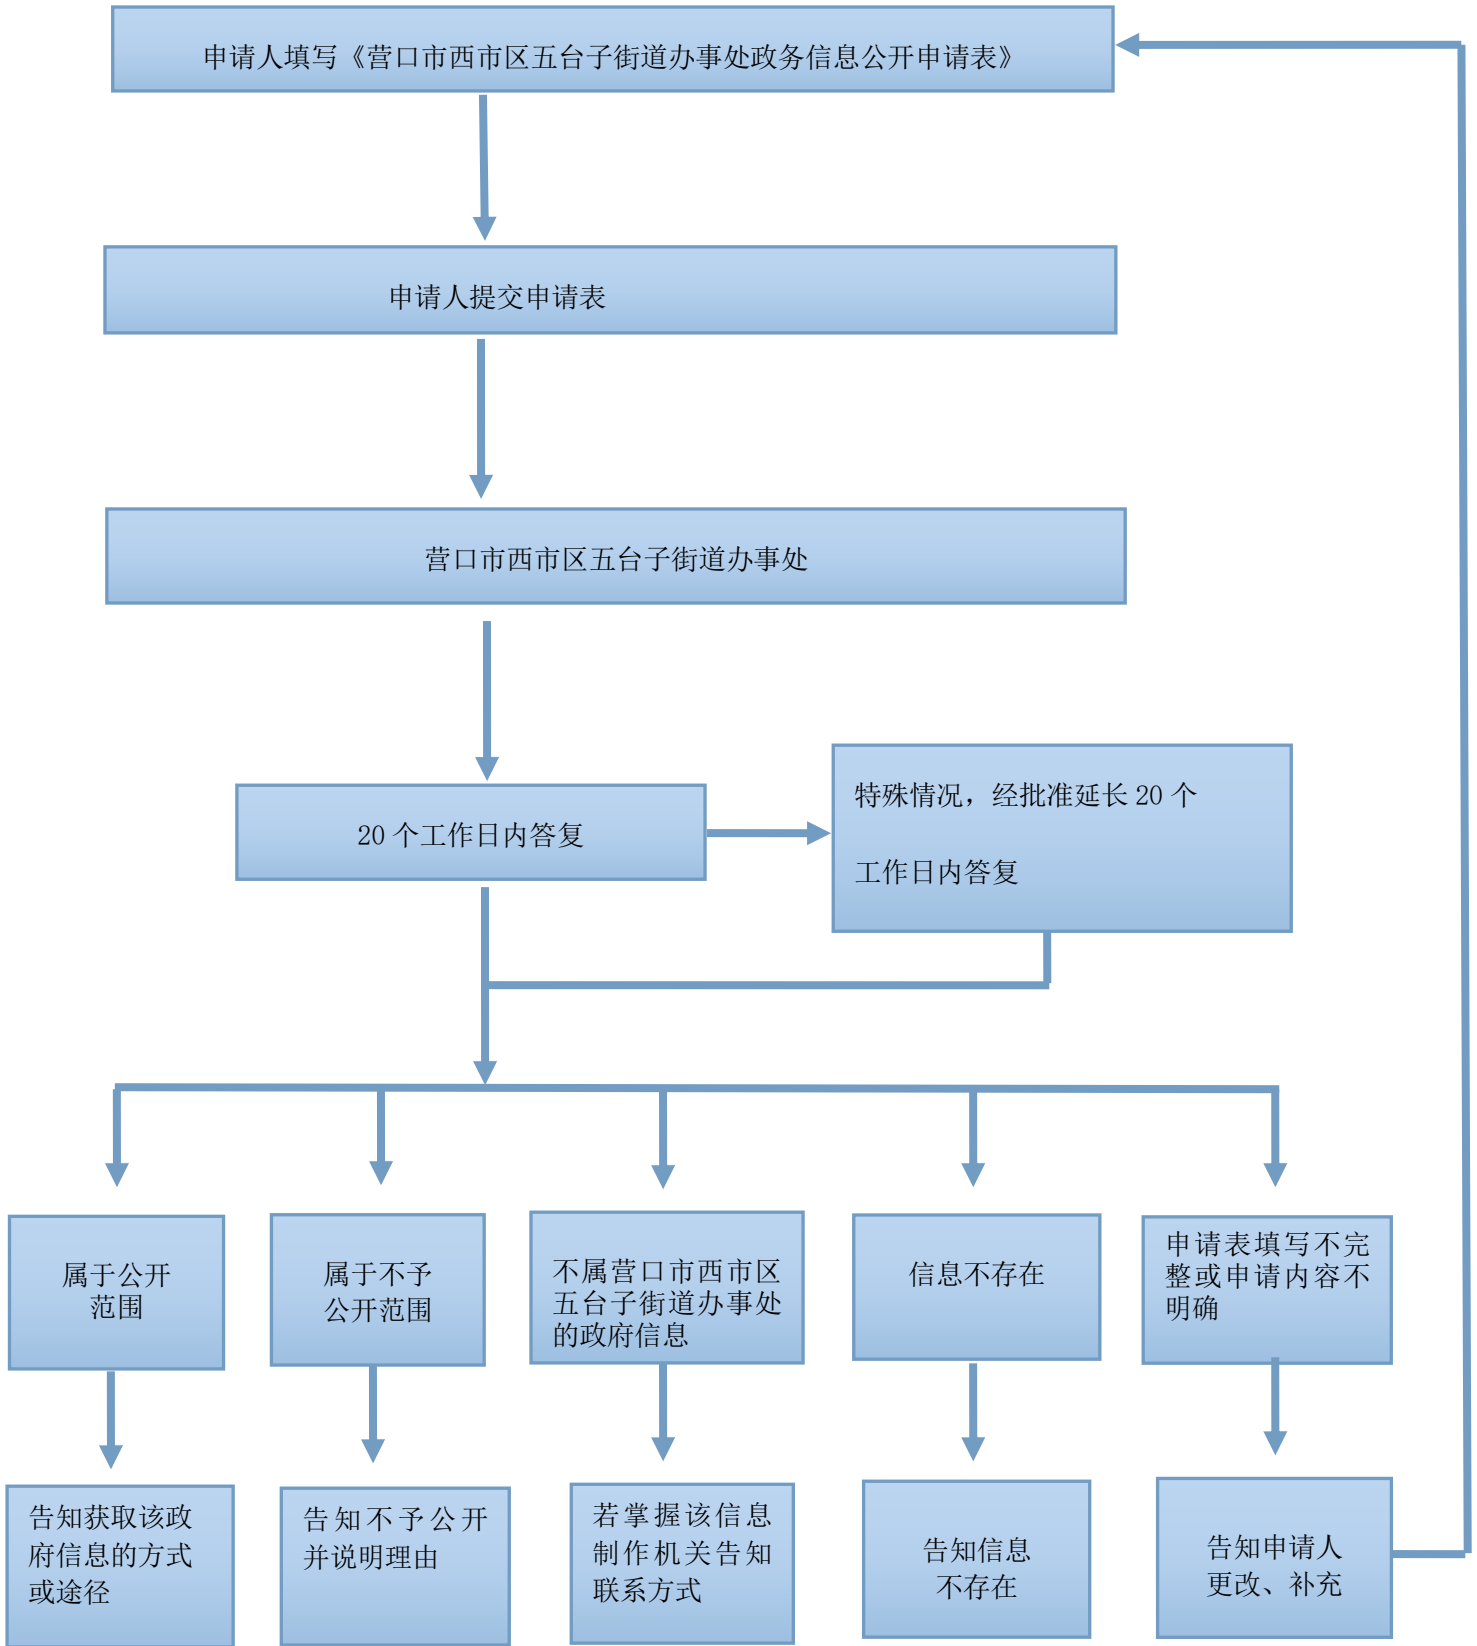 申请人填写《营口市西市区五台子街道办事处政务信息公开申请表》
申请人提交申请表
营口市西市区五台子街道办事处
20个工作日内答复
特殊情况，经批准延长20个
工作日内答复
属于公开
范围
属于不予
公开范围
不属营口市西市区
五台子街道办事处
的政府信息
信息不存在
申请表填写不完
整或申请内容不
明确
告知获取该政
府信息的方式
或途径
告知不予公开
并说明理由
若掌握该信息
制作机关告知
联系方式
告知信息
不存在
告知申请人
更改、补充